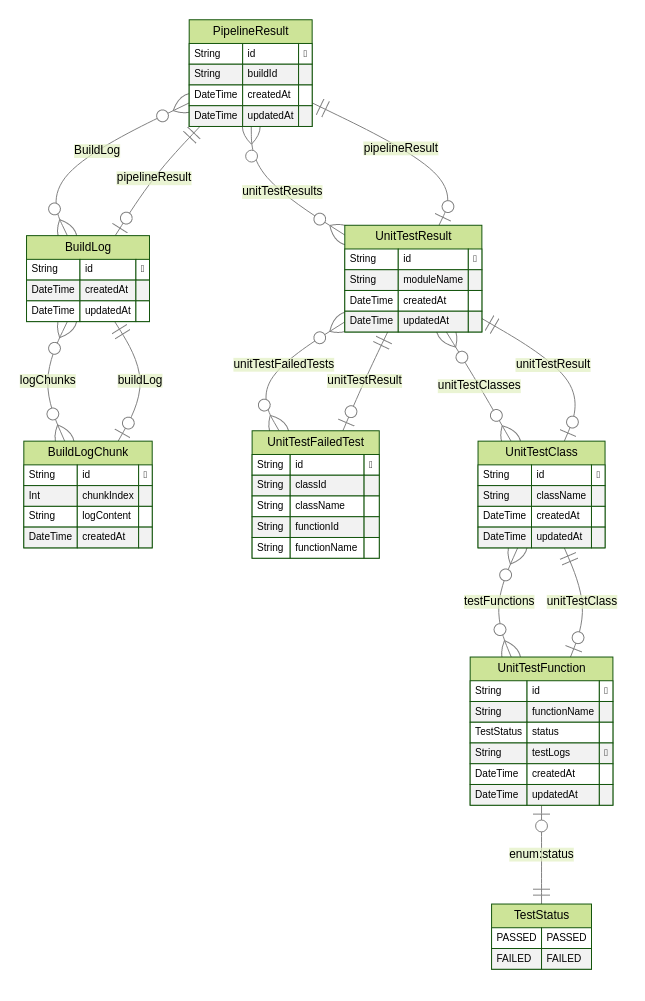 PipelineResult
String id
String buildId
DateTime createdAt
DateTime updatedAt
BuildLog
pipelineResult
pipelineResult
unitTestResults
UnitTestResult
String id
String moduleName
DateTime createdAt
DateTime updatedAt
BuildLog
String id
DateTime createdAt
DateTime updatedAt
unitTestFailedTests
unitTestResult
unitTestResult
unitTestClasses
logChunks
buildLog
UnitTestFailedTest
String id
String classId
String className
String functionId
String functionName
BuildLogChunk
String id
Int chunkIndex
String logContent
DateTime createdAt
UnitTestClass
String id
String className
DateTime createdAt
DateTime updatedAt
testFunctions
unitTestClass
UnitTestFunction
String id
String functionName
TestStatus status
String testLogs
DateTime createdAt
DateTime updatedAt
enum:status
TestStatus
PASSED PASSED
FAILED FAILED